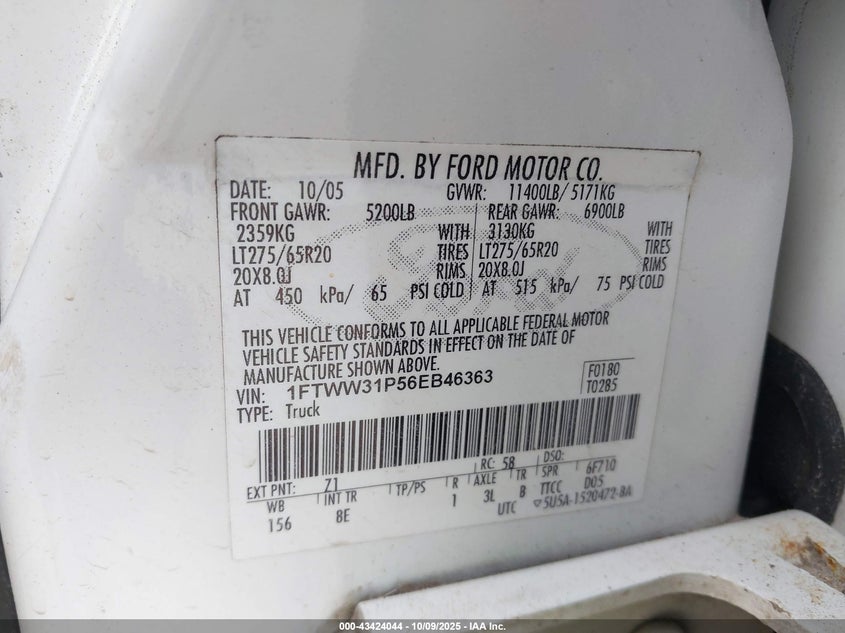 MFD. BY FORD MOTOR CO.
DATE: 10/05 GVWR: 11400LB/ 5171KG
FRONT GAWR: 5200LB REAR GAWR: 6900LB
2359KG WITH 3130KG WITH
LT275/65R20 TIRES LT275/65R20 TIRES
20X8.0J RIMS 20X8.0J RIMS
AT 450 kPa/ 65 PSI COLD AT 515 kPa/ 75 PSI COLD
THIS VEHICLE CONFORMS TO ALL APPLICABLE FEDERAL MOTOR
VEHICLE SAFETY STANDARDS IN EFFECT ON THE DATE OF
MANUFACTURE SHOWN ABOVE.
VIN: 1FTWW31P56EB46363 F0180
TYPE: Truck T0285
EXT PNT: Z1 RC: 58 DSO:
WB INT TR TP/PS R AXLE TR SPR 6F710
156 8E 1 3L B TTCC D05
UTC ▽5U5A-1520472-BA
000-43424044 | 10/09/2025 | IAA Inc.